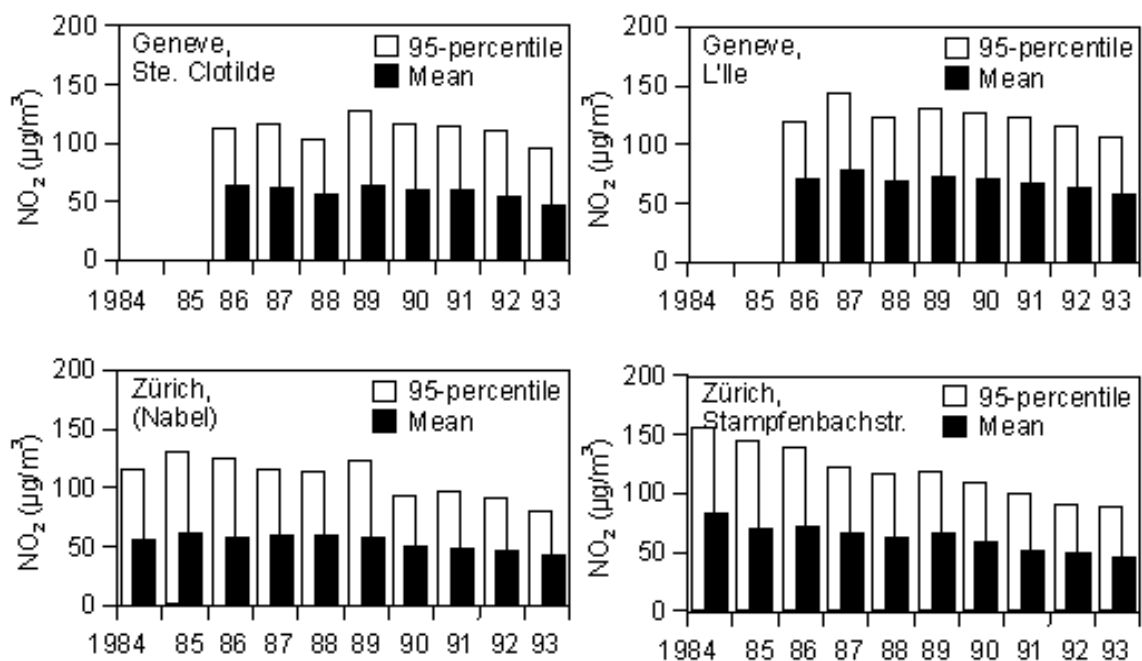 200
150
100
50
0
NO₂ (µg/m³)
Geneve,
Ste. Clotilde
95-percentile
Mean
1984 85 86 87 88 89 90 91 92 93
200
150
100
50
0
NO₂ (µg/m³)
Geneve,
L'Ile
95-percentile
Mean
1984 85 86 87 88 89 90 91 92 93
200
150
100
50
0
NO₂ (µg/m³)
Zürich,
(Nabel)
95-percentile
Mean
1984 85 86 87 88 89 90 91 92 93
200
150
100
50
0
NO₂ (µg/m³)
Zürich,
Stampfenbachstr.
95-percentile
Mean
1984 85 86 87 88 89 90 91 92 93